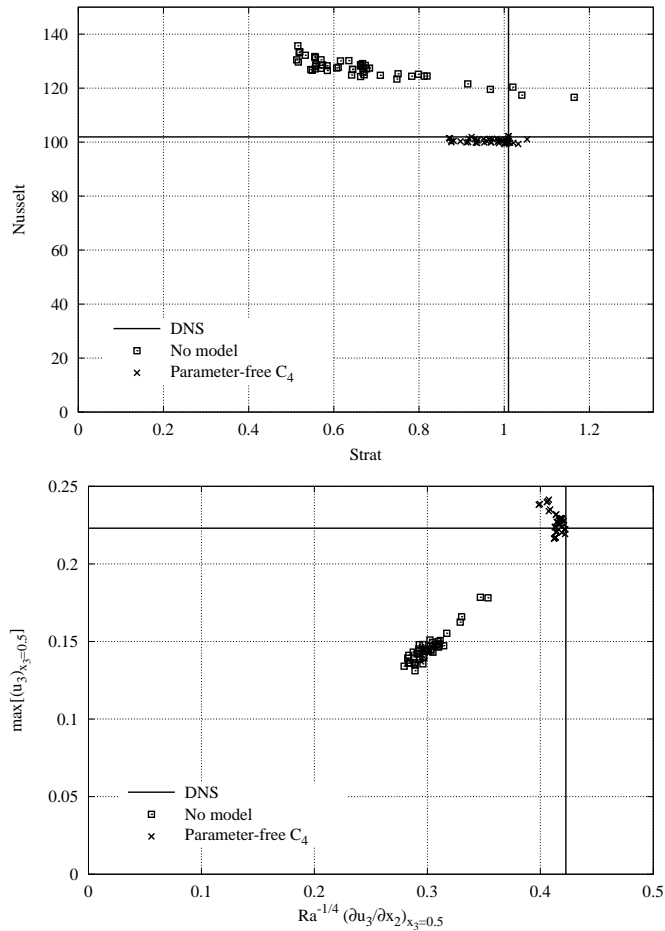 140
120
100
80
60
40
20
0
Nusselt
DNS
No model
Parameter-free C4
0 0.2 0.4 0.6 0.8 1 1.2
Strat
0.25
0.2
0.15
0.1
0.05
0
max[(u3)x3=0.5]
DNS
No model
Parameter-free C4
0 0.1 0.2 0.3 0.4 0.5
Ra-1/4 (∂u3/∂x2)x3=0.5